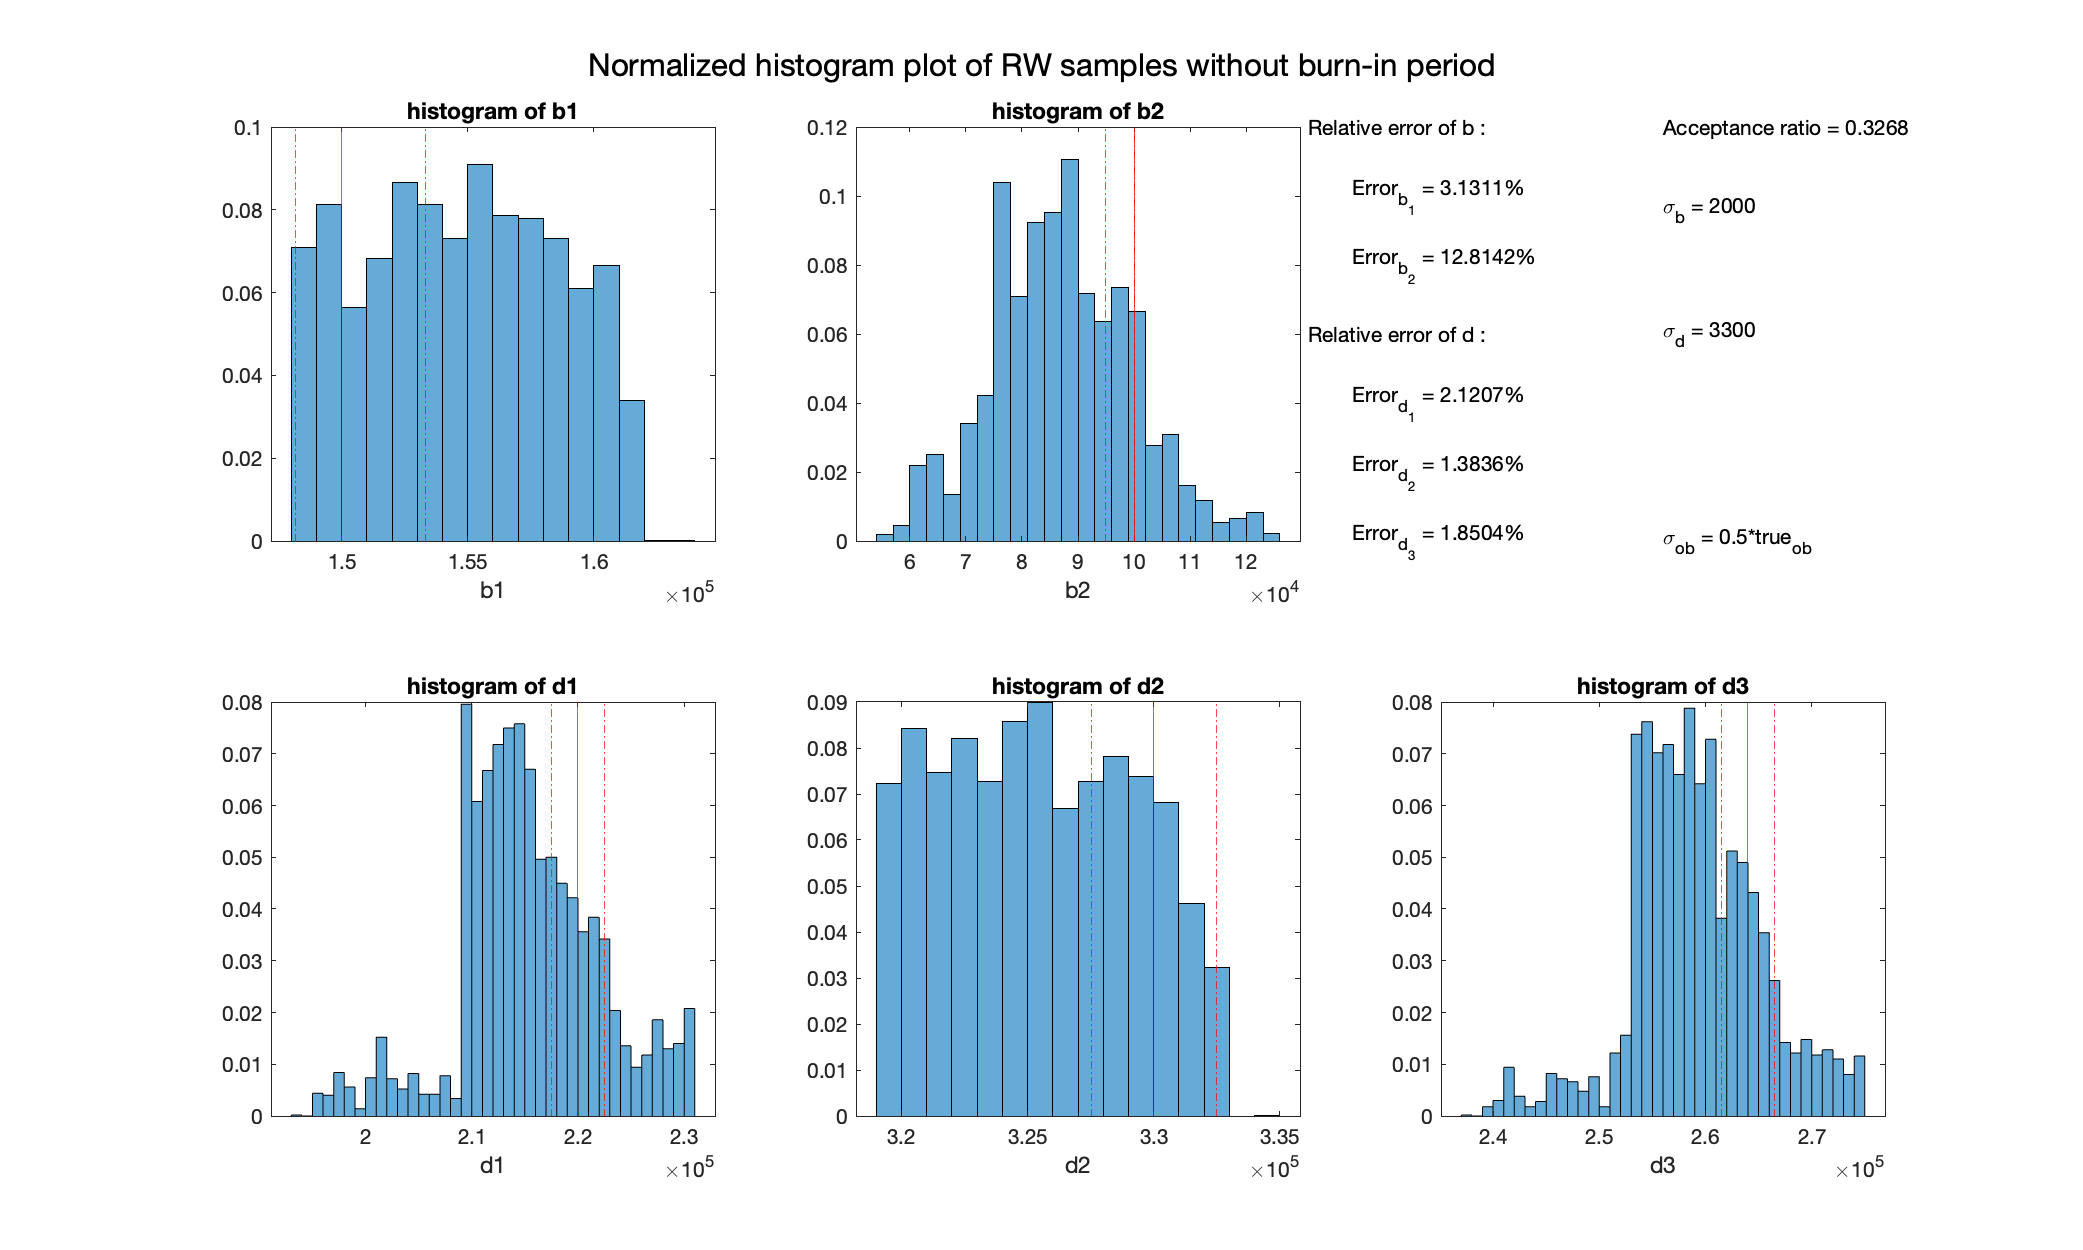 Normalized histogram plot of RW samples without burn-in period
histogram of b1
0.1
0.08
0.06
0.04
0.02
0
1.5 1.55 1.6
b1
×10^5
histogram of b2
0.12
0.1
0.08
0.06
0.04
0.02
0
6 7 8 9 10 11 12
b2
×10^4
Relative error of b :
Error_b_1 = 3.1311%
Error_b_2 = 12.8142%
Relative error of d :
Error_d_1 = 2.1207%
Error_d_2 = 1.3836%
Error_d_3 = 1.8504%
Acceptance ratio = 0.3268
σ_b = 2000
σ_d = 3300
σ_ob = 0.5*true_ob
histogram of d1
0.08
0.07
0.06
0.05
0.04
0.03
0.02
0.01
0
2 2.1 2.2 2.3
d1
×10^5
histogram of d2
0.09
0.08
0.07
0.06
0.05
0.04
0.03
0.02
0.01
0
3.2 3.25 3.3 3.35
d2
×10^5
histogram of d3
0.08
0.07
0.06
0.05
0.04
0.03
0.02
0.01
0
2.4 2.5 2.6 2.7
d3
×10^5